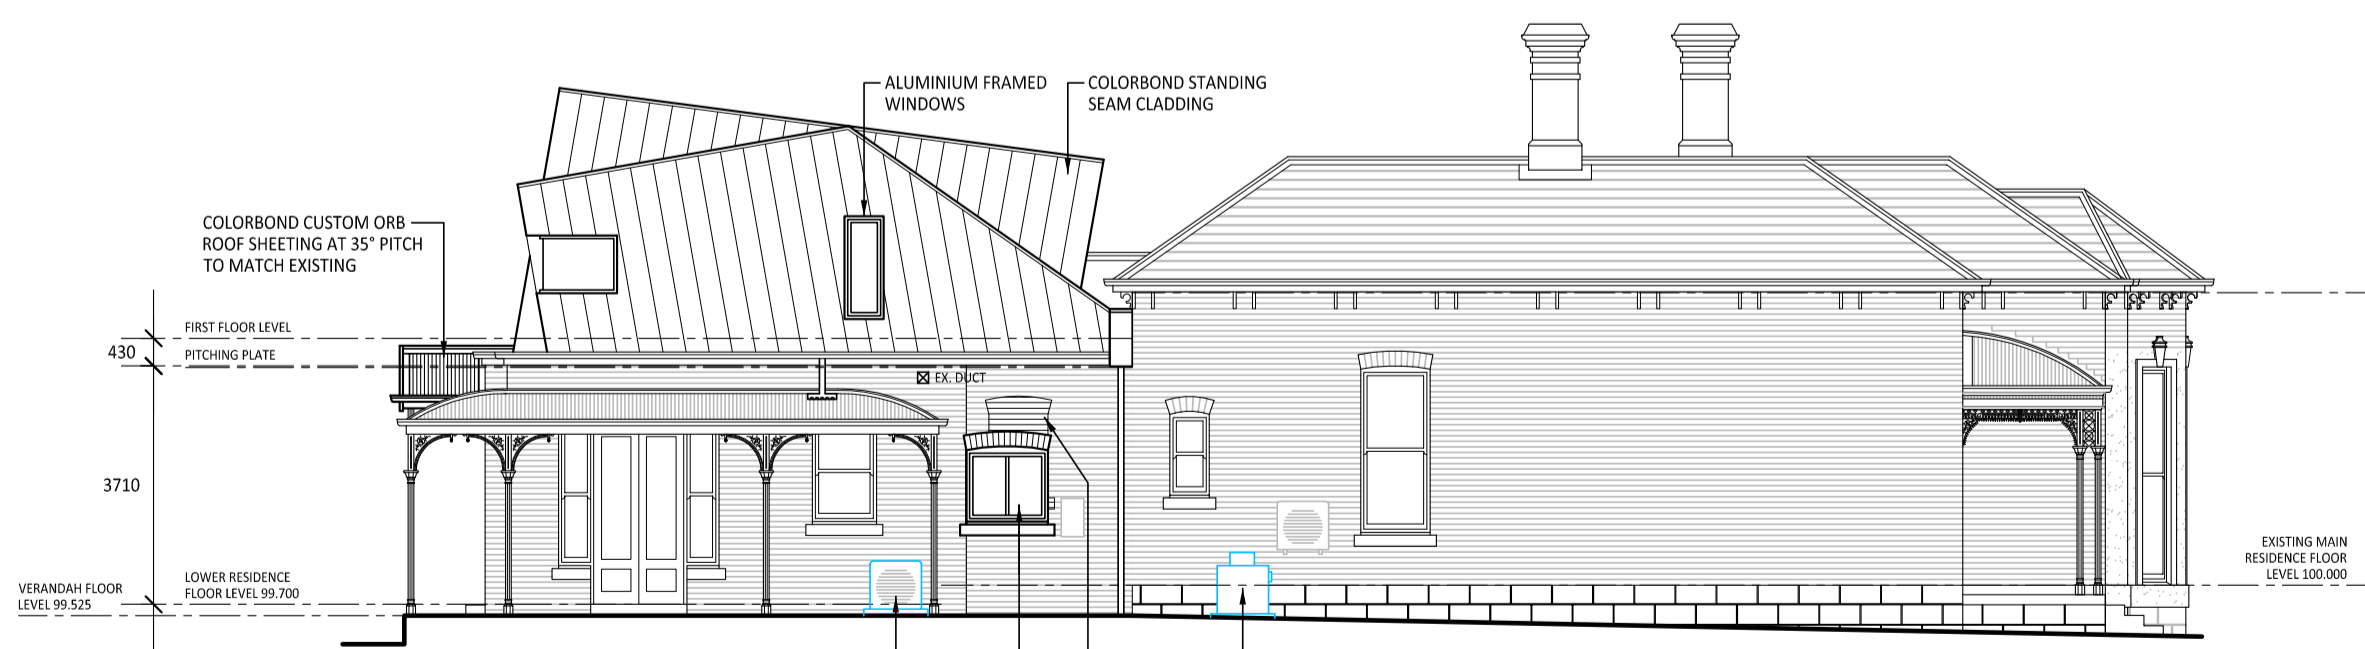 ALUMINIUM FRAMED
WINDOWS
COLORBOND STANDING
SEAM CLADDING
COLORBOND CUSTOM ORB
ROOF SHEETING AT 35° PITCH
TO MATCH EXISTING
FIRST FLOOR LEVEL
430
PITCHING PLATE
EX. DUCT
3710
EXISTING MAIN
RESIDENCE FLOOR
LEVEL 100.000
LOWER RESIDENCE
FLOOR LEVEL 99.700
VERANDAH FLOOR
LEVEL 99.525